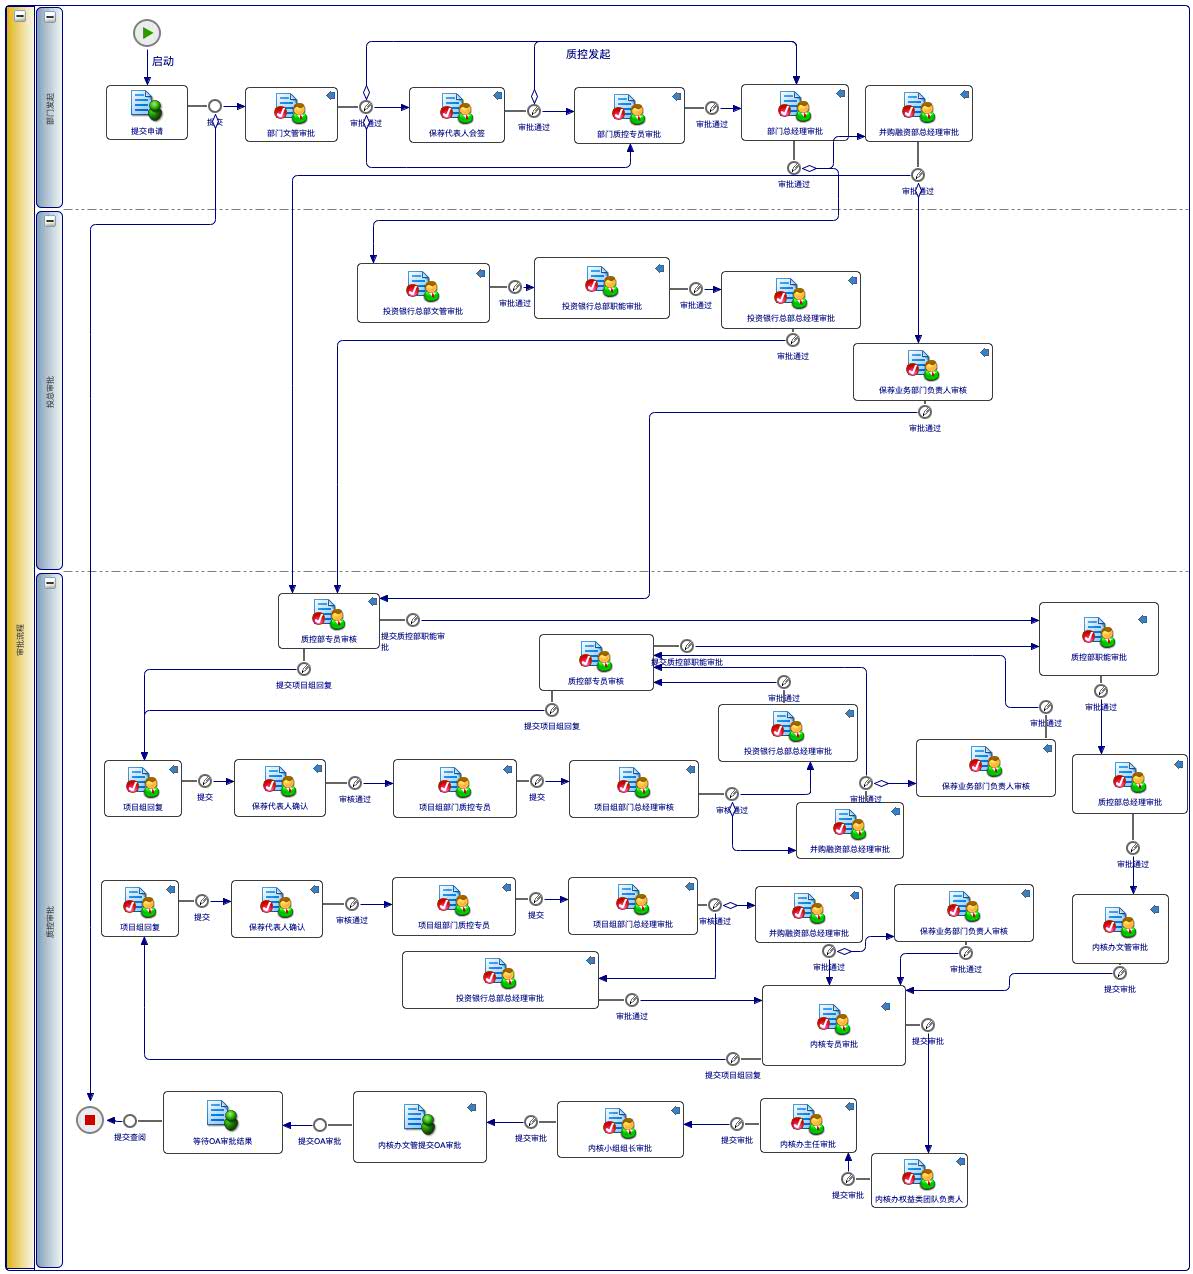 审批流程
部门发起
启动
质控发起
提交申请
提交
部门文管审批
审批通过
保荐代表人会签
审批通过
部门质控专员审批
审批通过
部门总经理审批
并购融资部总经理审批
审批通过
审批通过
投总审批
投资银行总部文管审批
审批通过
投资银行总部职能审批
审批通过
投资银行总部总经理审批
审批通过
保荐业务部门负责人审核
审批通过
质控审批
质控部专员审核
提交质控部职能审
批
提交项目组回复
质控部专员审核
提交质控部职能审批
提交项目组回复
质控部职能审批
审批通过
审批通过
投资银行总部总经理审批
审批通过
保荐业务部门负责人审核
质控部总经理审批
审批通过
项目组回复
提交
保荐代表人确认
审核通过
项目组部门质控专员
提交
项目组部门总经理审核
审核通过
审批通过
并购融资部总经理审批
项目组回复
提交
保荐代表人确认
审核通过
项目组部门质控专员
提交
项目组部门总经理审批
审核通过
并购融资部总经理审批
审批通过
保荐业务部门负责人审核
审批通过
内核办文管审批
提交审批
投资银行总部总经理审批
审批通过
内核专员审批
提交审批
提交项目组回复
提交查阅
等待OA审批结果
提交OA审批
内核办文管提交OA审批
提交审批
内核小组组长审批
提交审批
内核办主任审批
提交审批
内核办权益类团队负责人